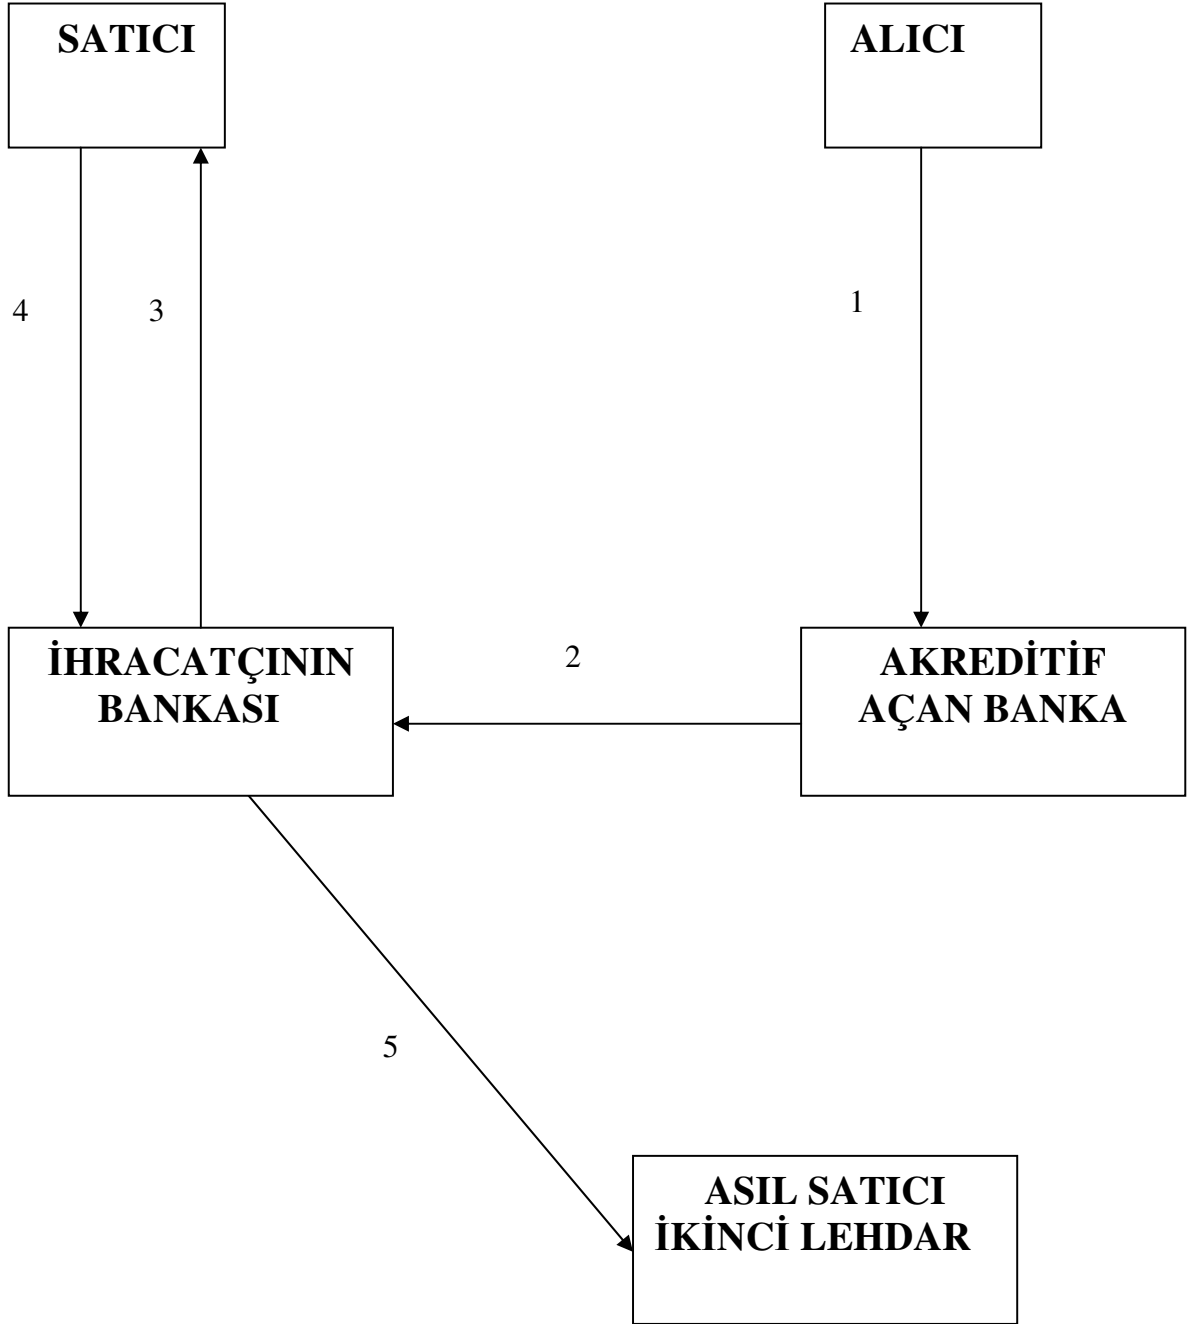 SATICI
ALICI
4
3
1
İHRACATÇININ
BANKASI
2
AKREDİTİF
AÇAN BANKA
5
ASIL SATICI
İKİNCİ LEHDAR